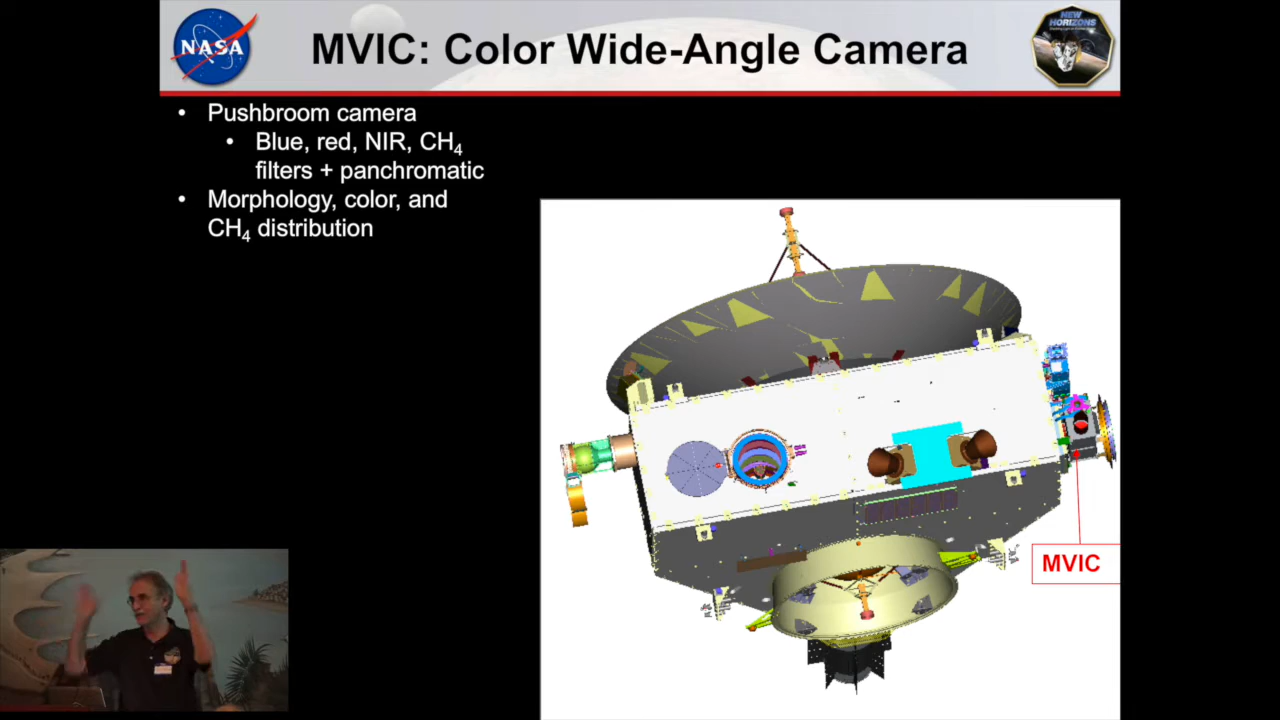 NASA
MVIC: Color Wide-Angle Camera
NEW
HORIZONS
• Pushbroom camera
• Blue, red, NIR, CH₄
filters + panchromatic
• Morphology, color, and
CH₄ distribution
MVIC